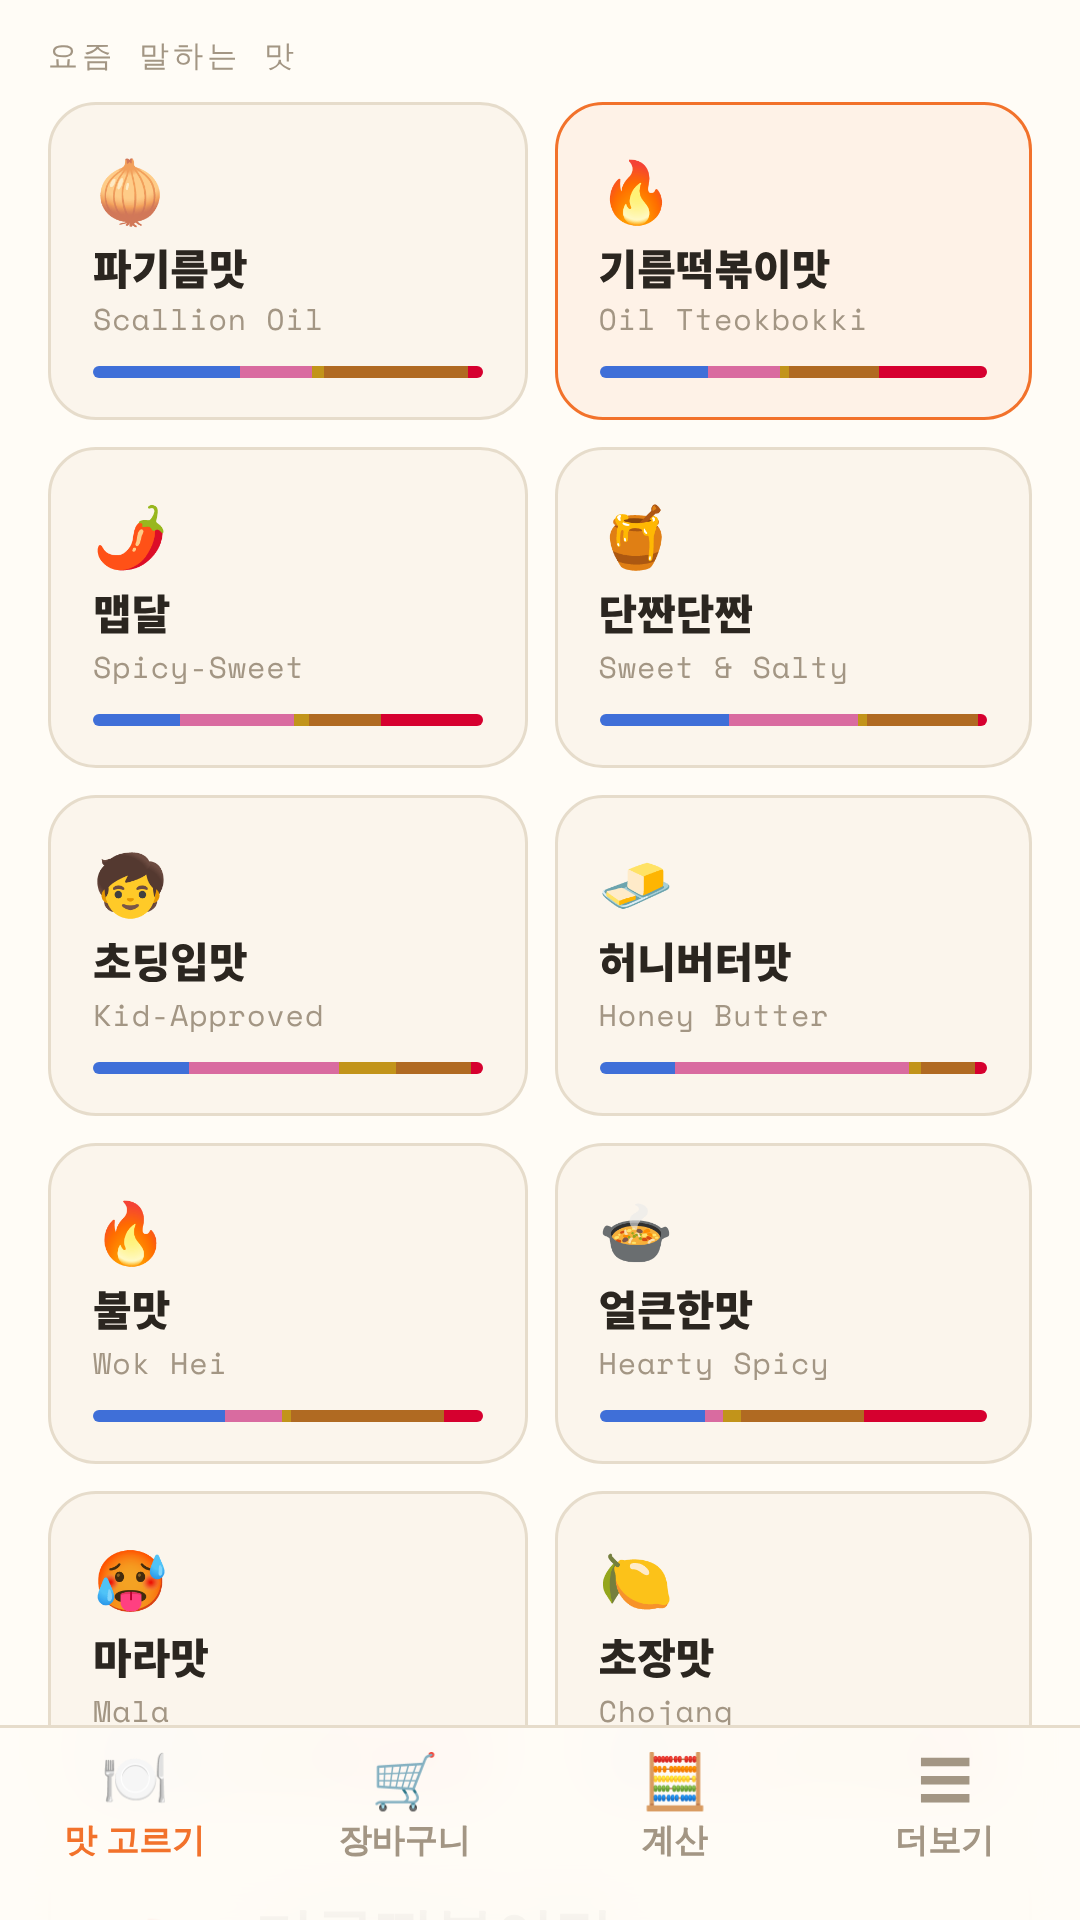 요즘 말하는 맛
파기름맛
Scallion Oil
기름떡볶이맛
Oil Tteokbokki
맵달
Spicy-Sweet
단짠단짠
Sweet & Salty
초딩입맛
Kid-Approved
허니버터맛
Honey Butter
불맛
Wok Hei
얼큰한맛
Hearty Spicy
마라맛
Mala
초장맛
Chojang
맛 고르기
장바구니
계산
더보기